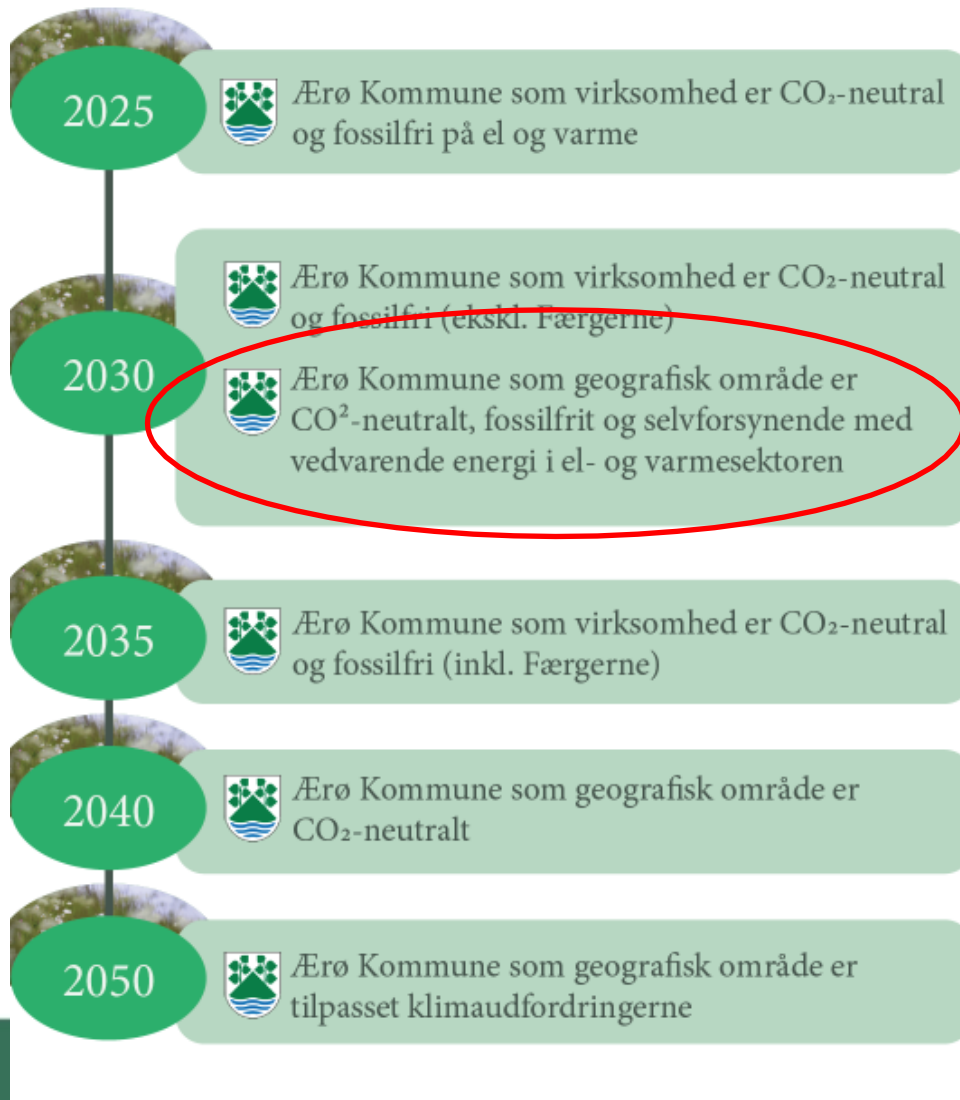 2025
Ærø Kommune som virksomhed er CO₂-neutral
og fossilfri på el og varme
2030
Ærø Kommune som virksomhed er CO₂-neutral
og fossilfri (ekskl. Færgerne)
Ærø Kommune som geografisk område er
CO²-neutralt, fossilfrit og selvforsynende med
vedvarende energi i el- og varmesektoren
2035
Ærø Kommune som virksomhed er CO₂-neutral
og fossilfri (inkl. Færgerne)
2040
Ærø Kommune som geografisk område er
CO₂-neutralt
2050
Ærø Kommune som geografisk område er
tilpasset klimaudfordringerne